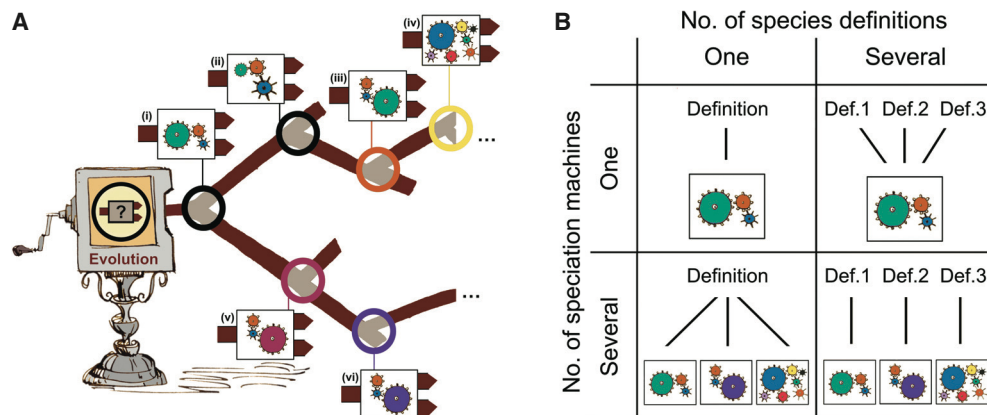 A
(i)
(ii)
(iii)
(iv)
...
?
Evolution
(v)
(vi)
...
B
No. of species definitions
One
Several
No. of speciation machines
One
Definition
Def.1 Def.2 Def.3
Several
Definition
Def.1 Def.2 Def.3